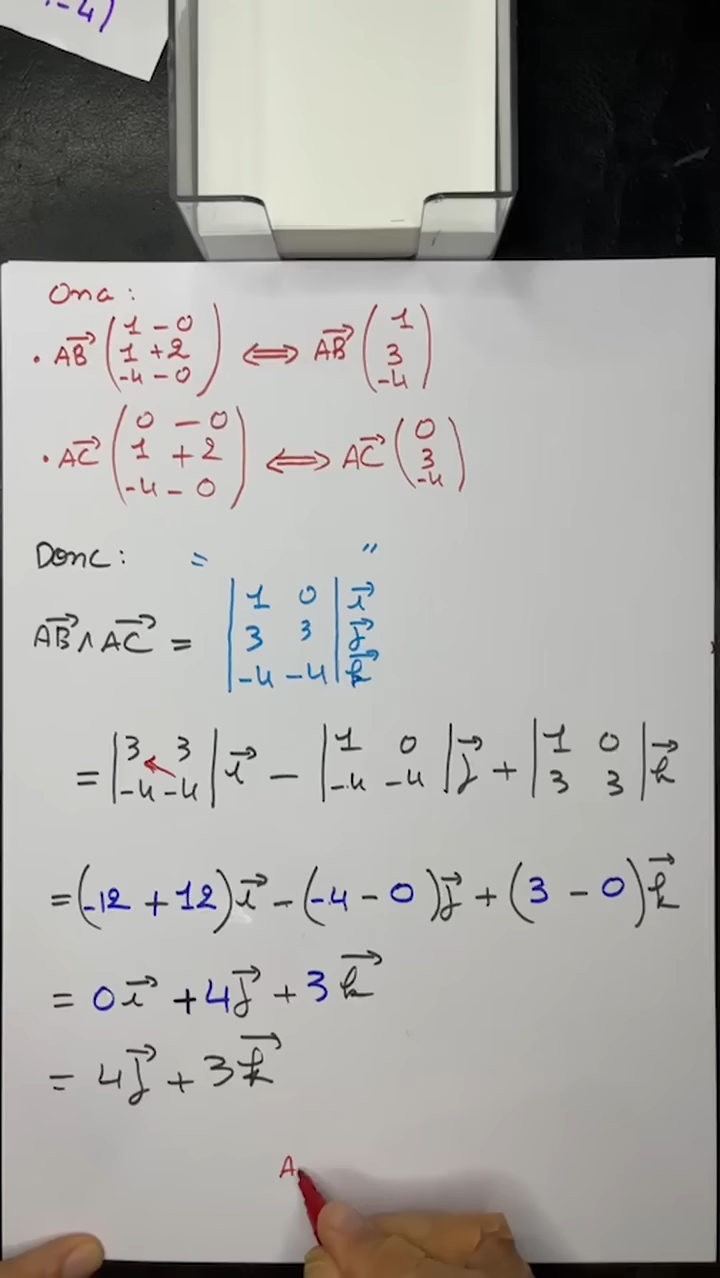 , -4)
On a :
• AB→ ( 1 - 0 ; 1 + 2 ; -4 - 0 ) ⟺ AB→ ( 1 ; 3 ; -4 )
• AC→ ( 0 - 0 ; 1 + 2 ; -4 - 0 ) ⟺ AC→ ( 0 ; 3 ; -4 )
Donc : = "
AB→ ∧ AC→ = | 1 0 ; 3 3 ; -4 -4 | i→ ; j→ ; k→
= | 3 3 ; -4 -4 | i→ - | 1 0 ; -4 -4 | j→ + | 1 0 ; 3 3 | k→
= (-12 + 12) i→ - (-4 - 0) j→ + (3 - 0) k→
= 0 i→ + 4 j→ + 3 k→
= 4 j→ + 3 k→
A